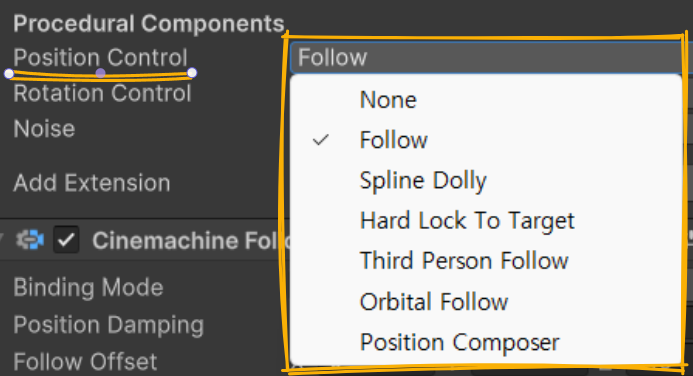 Procedural Components
Position Control
Follow
Rotation Control
Noise
Add Extension
None
Follow
Spline Dolly
Hard Lock To Target
Third Person Follow
Orbital Follow
Position Composer
Cinemachine
Binding Mode
Position Damping
Follow Offset